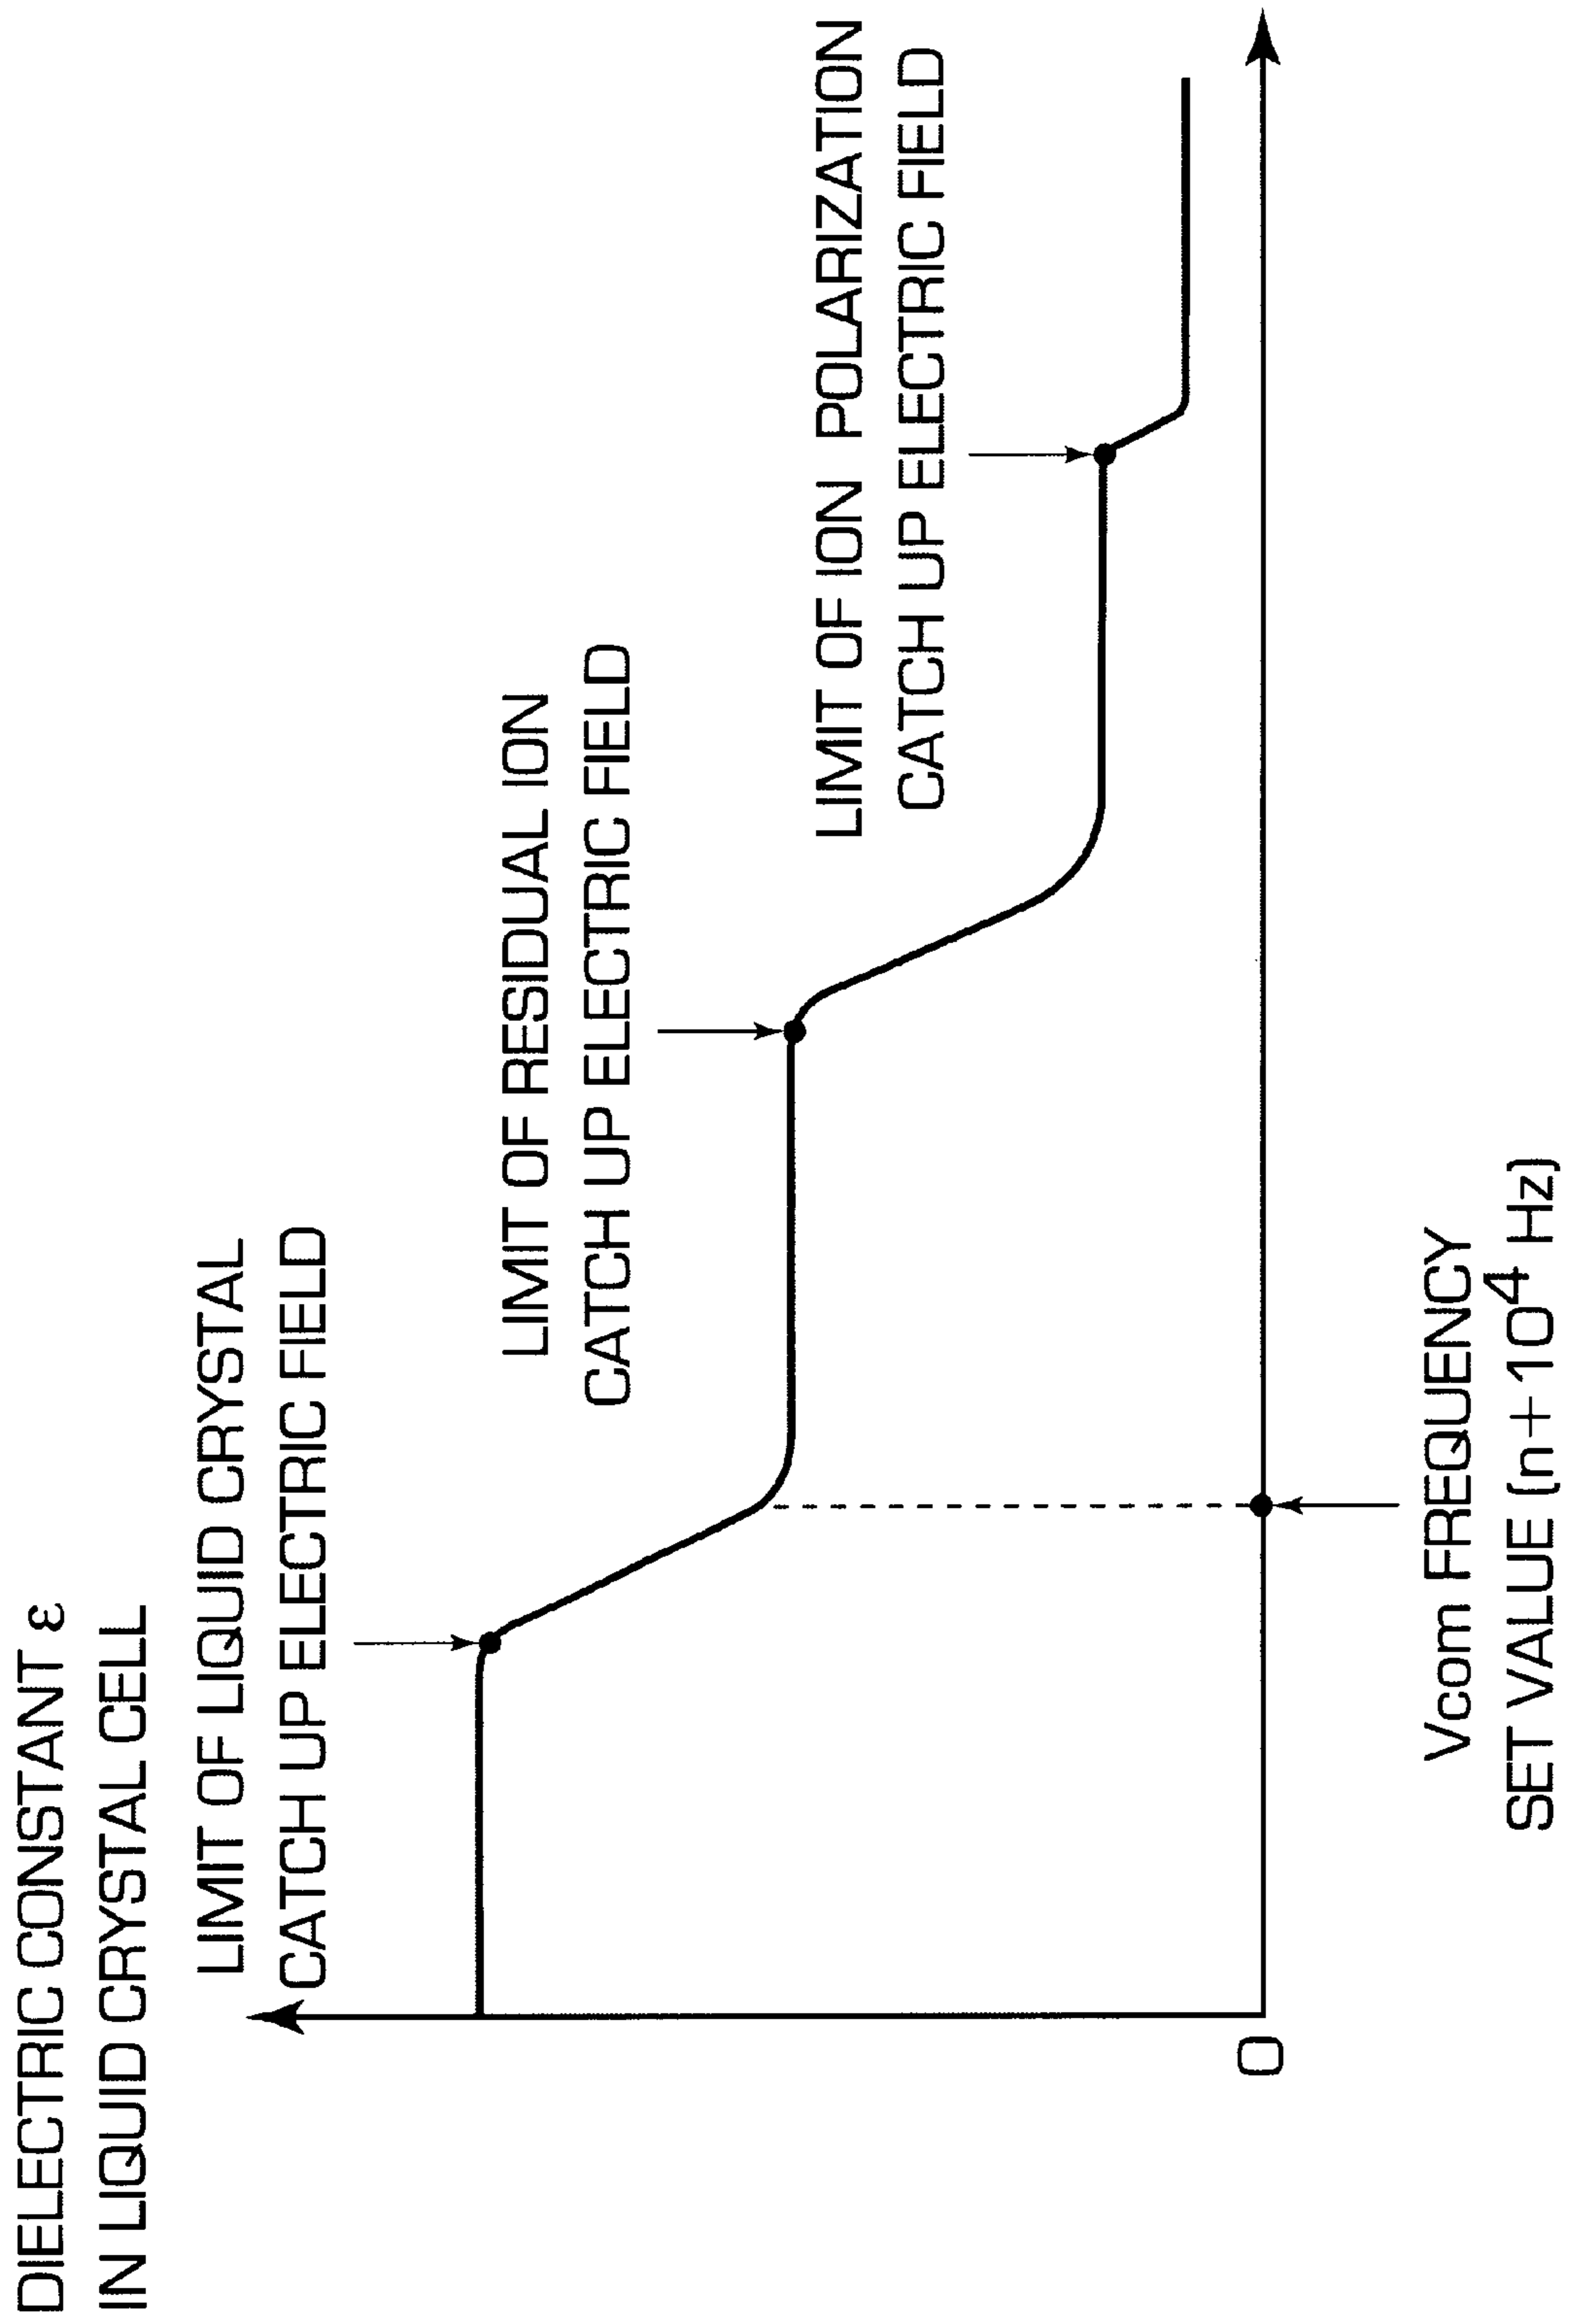 DIELECTRIC CONSTANT ε
IN LIQUID CRYSTAL CELL
LIMIT OF LIQUID CRYSTAL
CATCH UP ELECTRIC FIELD
LIMIT OF RESIDUAL ION
CATCH UP ELECTRIC FIELD
LIMIT OF ION POLARIZATION
CATCH UP ELECTRIC FIELD
0
Vcom FREQUENCY
SET VALUE (n+10⁴ Hz)